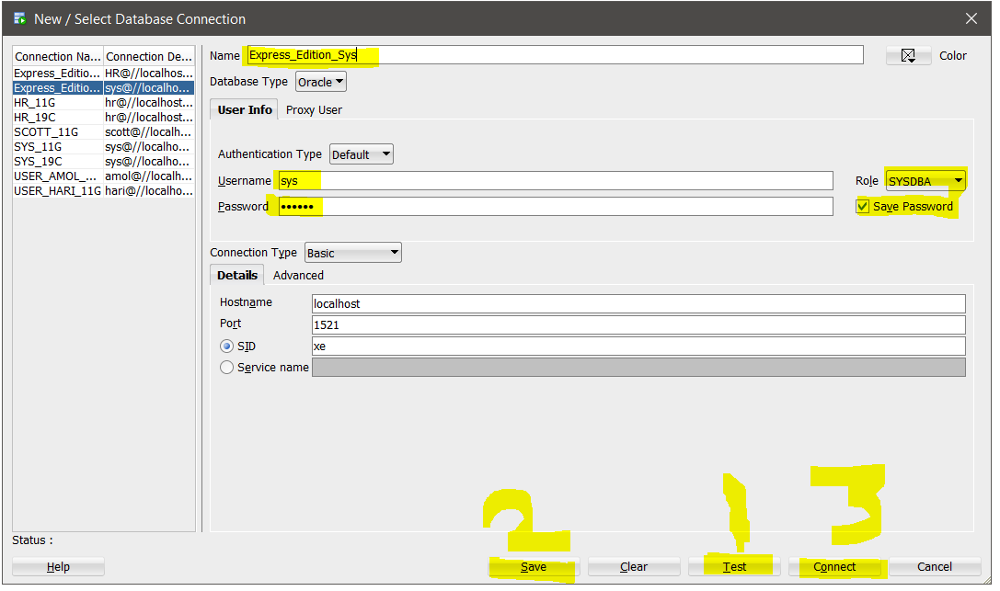 New / Select Database Connection
Connection Na... Connection De...
Express_Editio... HR@//localhos...
Express_Editio... sys@//localho...
HR_11G hr@//localhost...
HR_19C hr@//localhost...
SCOTT_11G scott@//localh...
SYS_11G sys@//localho...
SYS_19C sys@//localho...
USER_AMOL_... amol@//localh...
USER_HARI_11G hari@//localho...
Name Express_Edition_Sys Color
Database Type Oracle
User Info Proxy User
Authentication Type Default
Username sys Role SYSDBA
Password •••••• Save Password
Connection Type Basic
Details Advanced
Hostname localhost
Port 1521
SID xe
Service name
2 1 3
Status :
Help Save Clear Test Connect Cancel